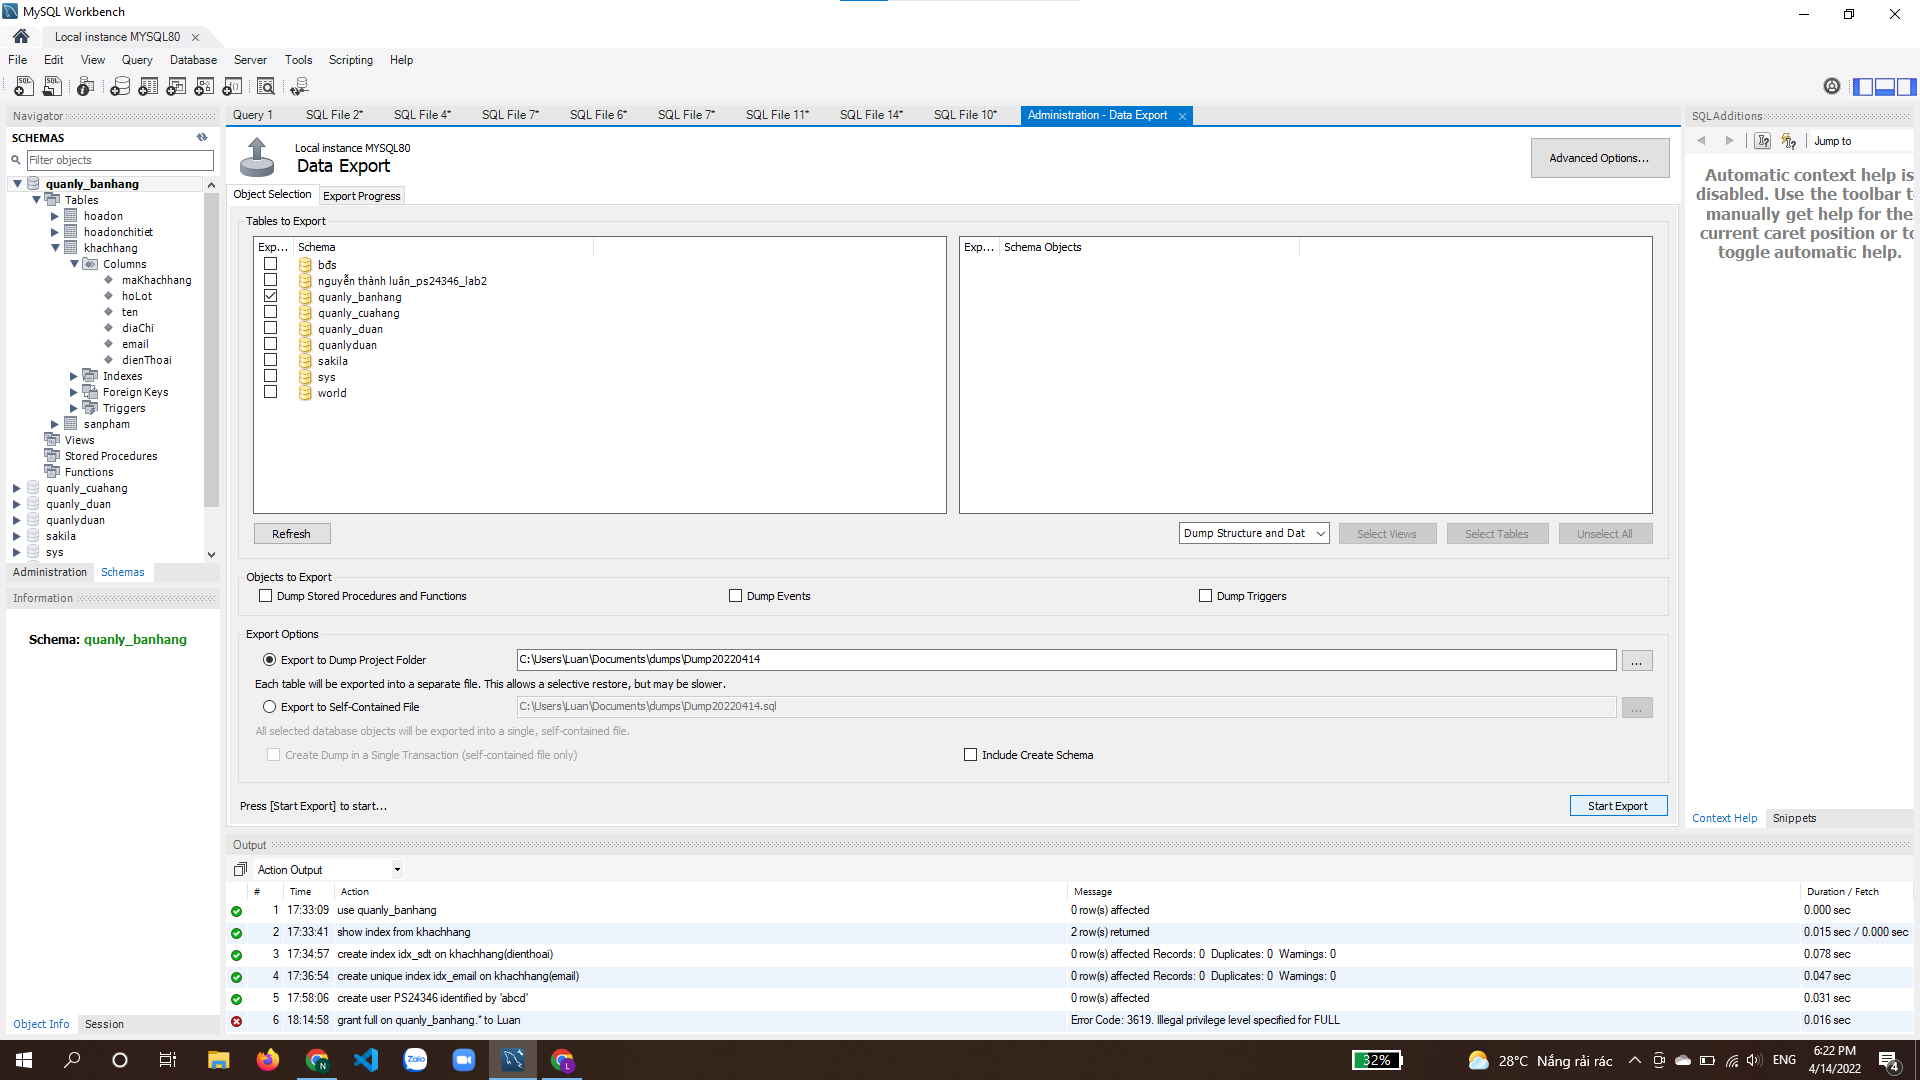 MySQL Workbench
Local instance MYSQL80
File Edit View Query Database Server Tools Scripting Help
Navigator
SCHEMAS
Filter objects
quanly_banhang
Tables
hoadon
hoadonchitiet
khachhang
Columns
maKhachhang
hoLot
ten
diaChi
email
dienThoai
Indexes
Foreign Keys
Triggers
sanpham
Views
Stored Procedures
Functions
quanly_cuahang
quanly_duan
quanlyduan
sakila
sys
Administration Schemas
Information
Schema: quanly_banhang
Object Info Session
Query 1 SQL File 2* SQL File 4* SQL File 7* SQL File 6* SQL File 7* SQL File 11* SQL File 14* SQL File 10* Administration - Data Export
Local instance MYSQL80
Data Export
Advanced Options...
Object Selection Export Progress
Tables to Export
Exp... Schema
bđs
nguyễn thành luân_ps24346_lab2
quanly_banhang
quanly_cuahang
quanly_duan
quanlyduan
sakila
sys
world
Exp... Schema Objects
Refresh
Dump Structure and Dat
Select Views Select Tables Unselect All
Objects to Export
Dump Stored Procedures and Functions Dump Events Dump Triggers
Export Options
Export to Dump Project Folder C:\Users\Luan\Documents\dumps\Dump20220414 ...
Each table will be exported into a separate file. This allows a selective restore, but may be slower.
Export to Self-Contained File C:\Users\Luan\Documents\dumps\Dump20220414.sql ...
All selected database objects will be exported into a single, self-contained file.
Create Dump in a Single Transaction (self-contained file only) Include Create Schema
Press [Start Export] to start...
Start Export
SQLAdditions
Jump to
Automatic context help is
disabled. Use the toolbar t
manually get help for the
current caret position or to
toggle automatic help.
Context Help Snippets
Output
Action Output
# Time Action Message Duration / Fetch
1 17:33:09 use quanly_banhang 0 row(s) affected 0.000 sec
2 17:33:41 show index from khachhang 2 row(s) returned 0.015 sec / 0.000 sec
3 17:34:57 create index idx_sdt on khachhang(dienthoai) 0 row(s) affected Records: 0 Duplicates: 0 Warnings: 0 0.078 sec
4 17:36:54 create unique index idx_email on khachhang(email) 0 row(s) affected Records: 0 Duplicates: 0 Warnings: 0 0.047 sec
5 17:58:06 create user PS24346 identified by 'abcd' 0 row(s) affected 0.031 sec
6 18:14:58 grant full on quanly_banhang.* to Luan Error Code: 3619. Illegal privilege level specified for FULL 0.016 sec
N
Zalo
L
32%
28°C Nắng rải rác
ENG
6:22 PM
4/14/2022
4